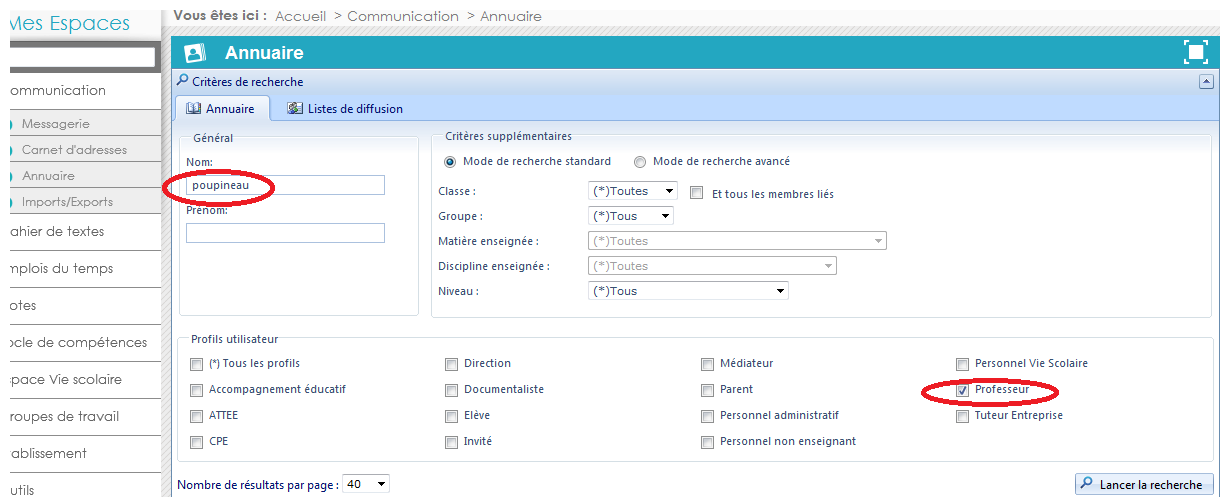 Mes Espaces
Vous êtes ici : Accueil > Communication > Annuaire
Annuaire
Critères de recherche
Annuaire
Listes de diffusion
ommunication
Messagerie
Carnet d'adresses
Annuaire
Imports/Exports
ahier de textes
mplois du temps
otes
ocle de compétences
space Vie scolaire
roupes de travail
tablissement
utils
Général
Nom:
poupineau
Prénom:
Critères supplémentaires
Mode de recherche standard
Mode de recherche avancé
Classe : (*)Toutes Et tous les membres liés
Groupe : (*)Tous
Matière enseignée : (*)Toutes
Discipline enseignée : (*)Toutes
Niveau : (*)Tous
Profils utilisateur
(*) Tous les profils Direction Médiateur Personnel Vie Scolaire
Accompagnement éducatif Documentaliste Parent Professeur
ATTEE Elève Personnel administratif Tuteur Entreprise
CPE Invité Personnel non enseignant
Nombre de résultats par page : 40
Lancer la recherche